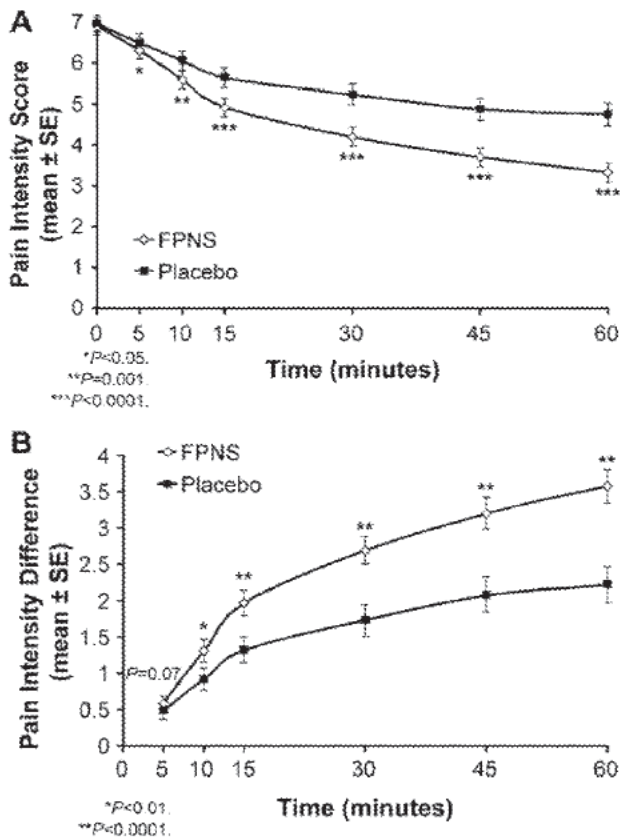 A
7
6
5
4
3
2
1
0
Pain Intensity Score
(mean ± SE)
*
**
***
***
***
***
FPNS
Placebo
0 5 10 15 30 45 60
Time (minutes)
*P<0.05.
**P=0.001.
***P<0.0001.
B
4
3.5
3
2.5
2
1.5
1
0.5
0
Pain Intensity Difference
(mean ± SE)
FPNS
Placebo
P=0.07
*
**
**
**
**
0 5 10 15 30 45 60
Time (minutes)
*P<0.01.
**P<0.0001.